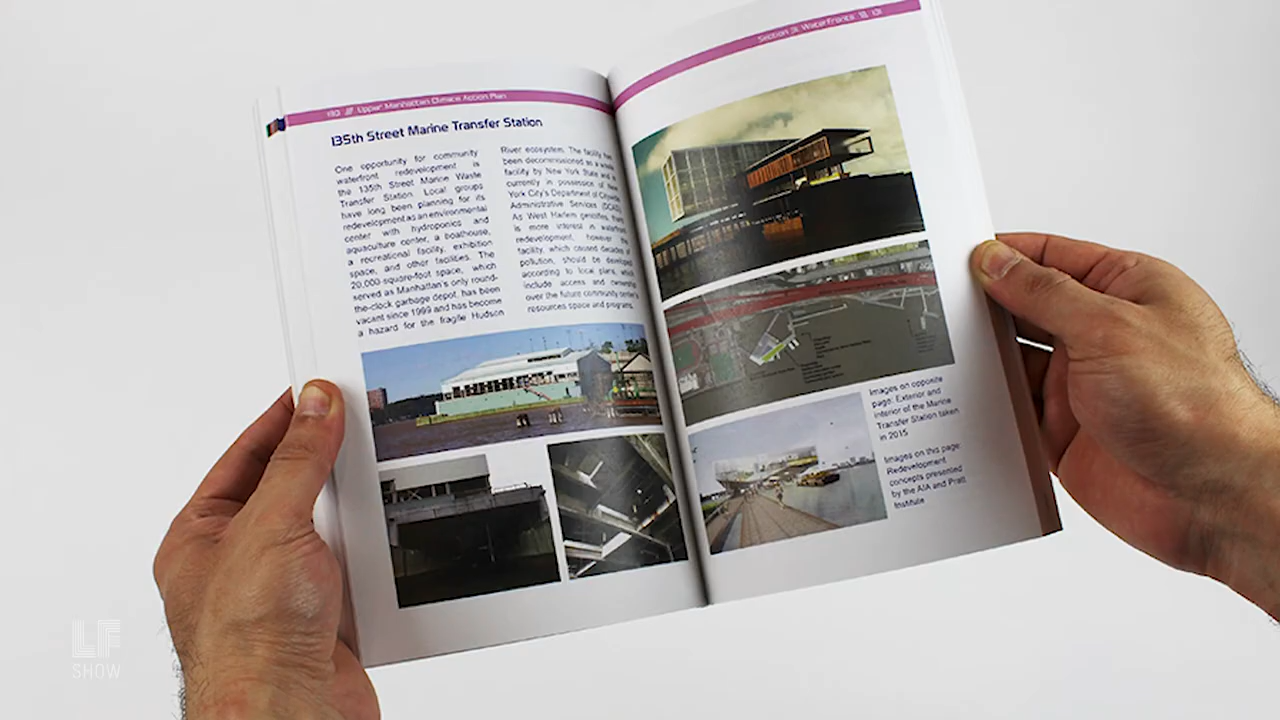 130 // Upper Manhattan Climate Action Plan
135th Street Marine Transfer Station
One opportunity for community
waterfront redevelopment is
the 135th Street Marine Waste
Transfer Station. Local groups
have long been planning for its
redevelopment as an environmental
center with hydroponics and
aquaculture center, a boathouse,
a recreational facility, exhibition
space, and other facilities. The
20,000-square-foot space, which
served as Manhattan's only round-
the-clock garbage depot, has been
vacant since 1999 and has become
a hazard for the fragile Hudson
River ecosystem. The facility has
been decommissioned as a waste
facility by New York State and is
currently in possession of New
York City's Department of Citywide
Administrative Services (DCAS).
As West Harlem gentrifies, there
is more interest in waterfront
redevelopment, however the
facility, which caused decades of
pollution, should be developed
according to local plans, which
include access and ownership
over the future community center's
resources space and programs.
Section 3: Waterfronts \\ 131
Images on opposite
page: Exterior and
interior of the Marine
Transfer Station taken
in 2015
Images on this page:
Redevelopment
concepts presented
by the AIA and Pratt
Institute
LF
SHOW